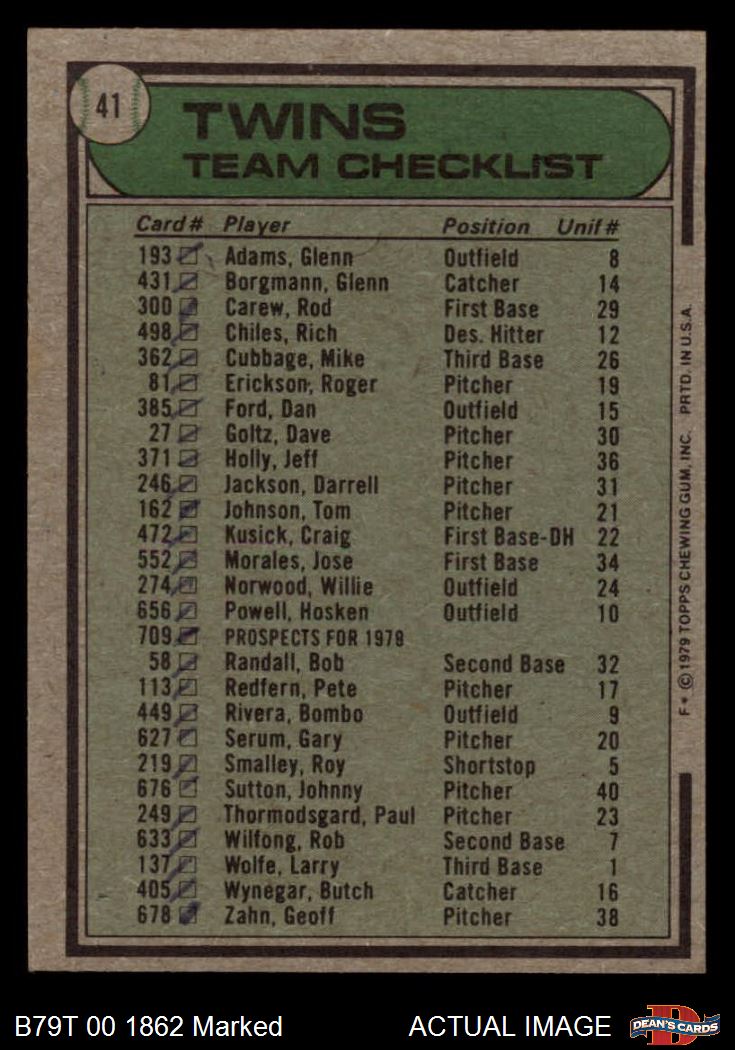 41
TWINS
TEAM CHECKLIST
Card # Player Position Unif #
193 Adams, Glenn Outfield 8
431 Borgmann, Glenn Catcher 14
300 Carew, Rod First Base 29
498 Chiles, Rich Des. Hitter 12
362 Cubbage, Mike Third Base 26
81 Erickson, Roger Pitcher 19
385 Ford, Dan Outfield 15
27 Goltz, Dave Pitcher 30
371 Holly, Jeff Pitcher 36
246 Jackson, Darrell Pitcher 31
162 Johnson, Tom Pitcher 21
472 Kusick, Craig First Base-DH 22
552 Morales, Jose First Base 34
274 Norwood, Willie Outfield 24
656 Powell, Hosken Outfield 10
709 PROSPECTS FOR 1979
58 Randall, Bob Second Base 32
113 Redfern, Pete Pitcher 17
449 Rivera, Bombo Outfield 9
627 Serum, Gary Pitcher 20
219 Smalley, Roy Shortstop 5
676 Sutton, Johnny Pitcher 40
249 Thormodsgard, Paul Pitcher 23
633 Wilfong, Rob Second Base 7
137 Wolfe, Larry Third Base 1
405 Wynegar, Butch Catcher 16
678 Zahn, Geoff Pitcher 38
F* © 1979 TOPPS CHEWING GUM, INC. PRTD. IN U.S.A.
B79T 00 1862 Marked ACTUAL IMAGE
D
DEAN'S CARDS